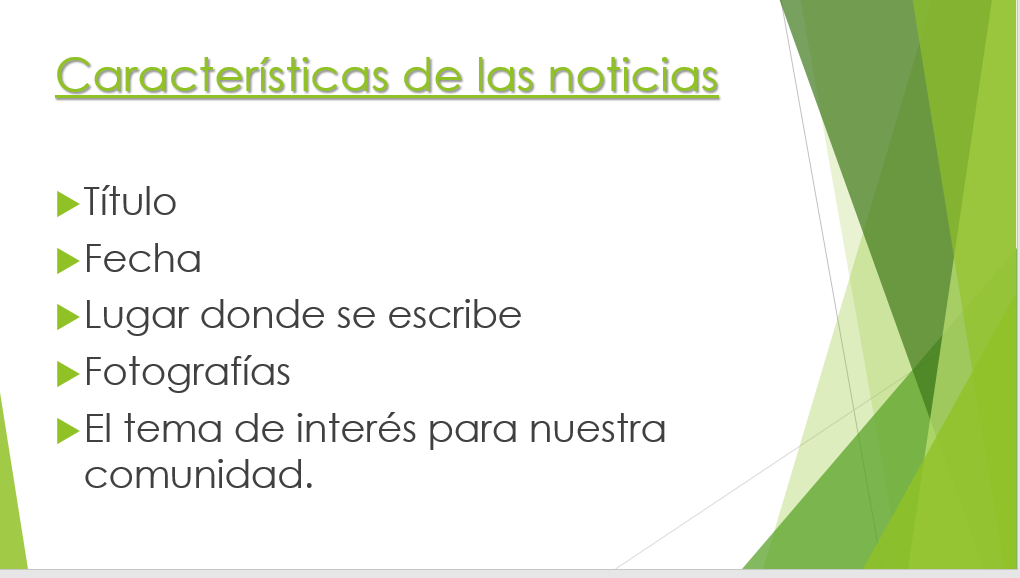 Características de las noticias
Título
Fecha
Lugar donde se escribe
Fotografías
El tema de interés para nuestra
comunidad.